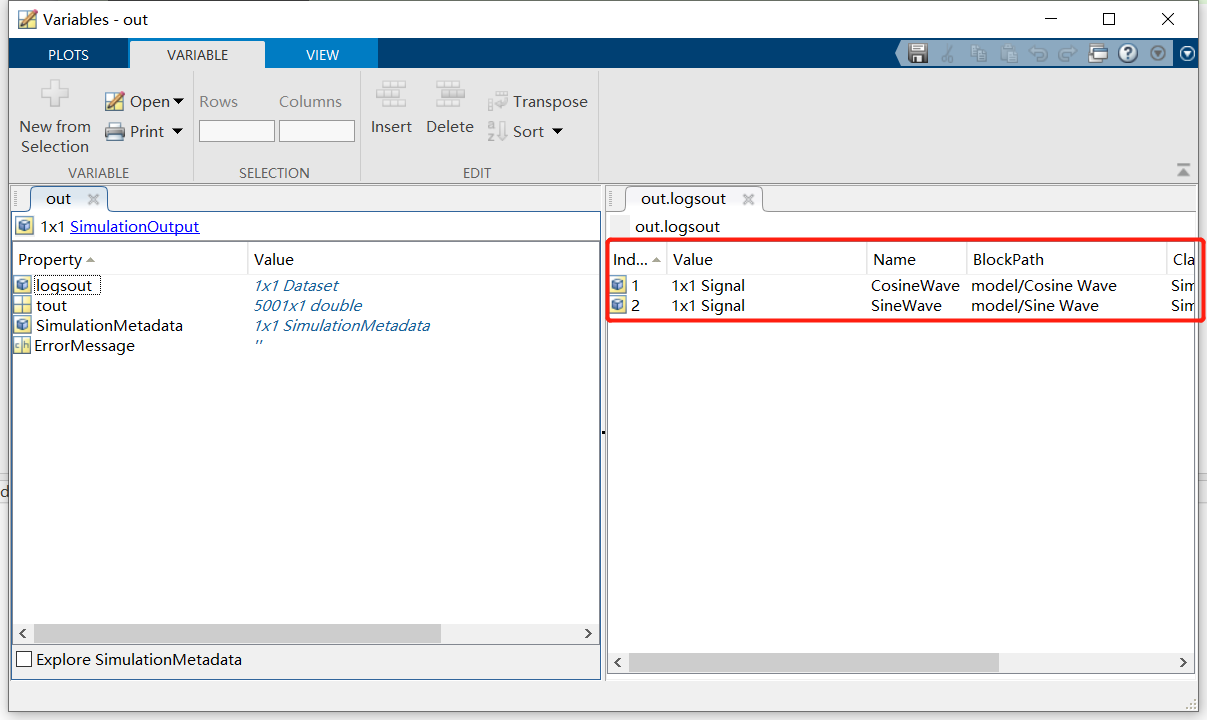 Variables - out
PLOTS VARIABLE VIEW
New from Selection
Open
Print
VARIABLE
Rows Columns
SELECTION
Insert Delete
Transpose
Sort
EDIT
out
1x1 SimulationOutput
Property Value
logsout 1x1 Dataset
tout 5001x1 double
SimulationMetadata 1x1 SimulationMetadata
ErrorMessage ''
Explore SimulationMetadata
out.logsout
out.logsout
Ind... Value Name BlockPath Cla
1 1x1 Signal CosineWave model/Cosine Wave Sim
2 1x1 Signal SineWave model/Sine Wave Sim